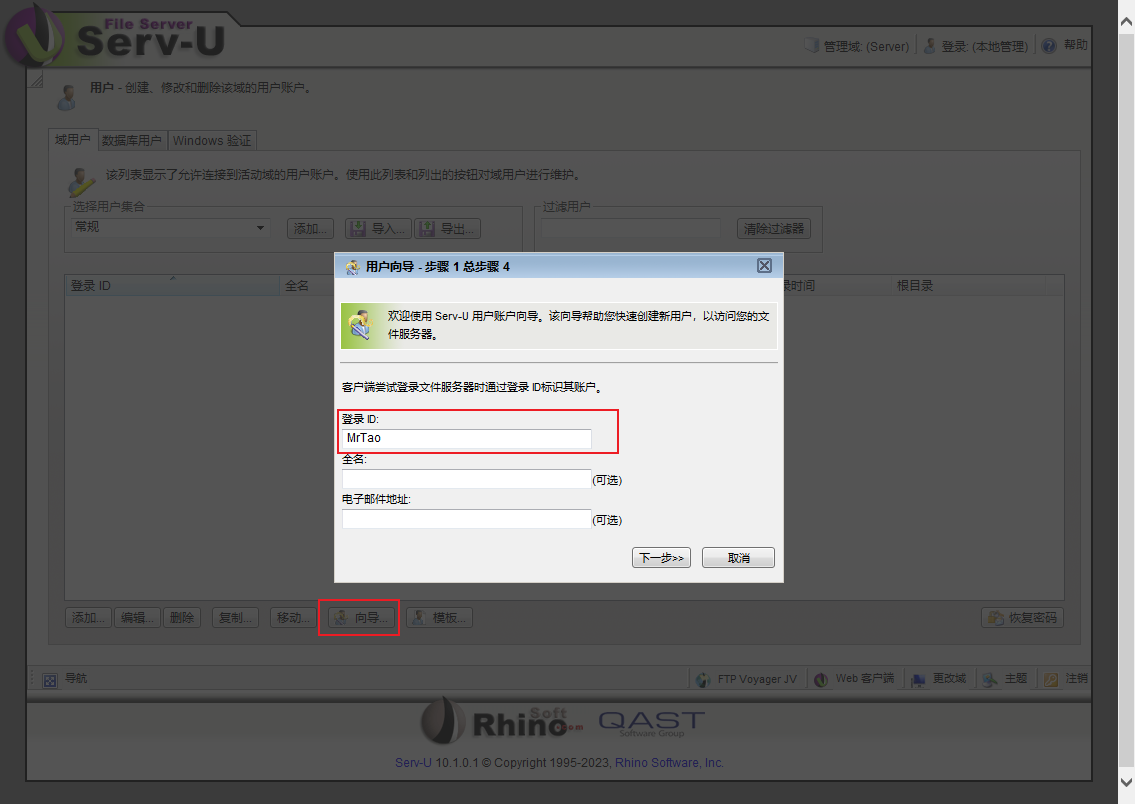 File Server
Serv-U
管理域: (Server)
登录: (本地管理)
帮助
用户 - 创建、修改和删除该域的用户账户。
域用户
数据库用户
Windows 验证
该列表显示了允许连接到活动域的用户账户。使用此列表和列出的按钮对域用户进行维护。
选择用户集合
常规
添加...
导入...
导出...
过滤用户
清除过滤器
登录 ID
全名
录时间
根目录
用户向导 - 步骤 1 总步骤 4
欢迎使用 Serv-U 用户账户向导。该向导帮助您快速创建新用户，以访问您的文
件服务器。
客户端尝试登录文件服务器时通过登录 ID标识其账户。
登录 ID:
MrTao
全名:
(可选)
电子邮件地址:
(可选)
下一步>>
取消
添加...
编辑...
删除
复制...
移动...
向导...
模板...
恢复密码
导航
FTP Voyager JV
Web 客户端
更改域
主题
注销
RhinoSoft.com
QAST
Software Group
Serv-U 10.1.0.1 © Copyright 1995-2023, Rhino Software, Inc.